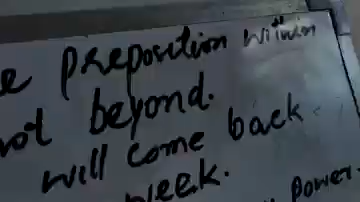 e preposition within
not beyond.
will come back
week.
power.